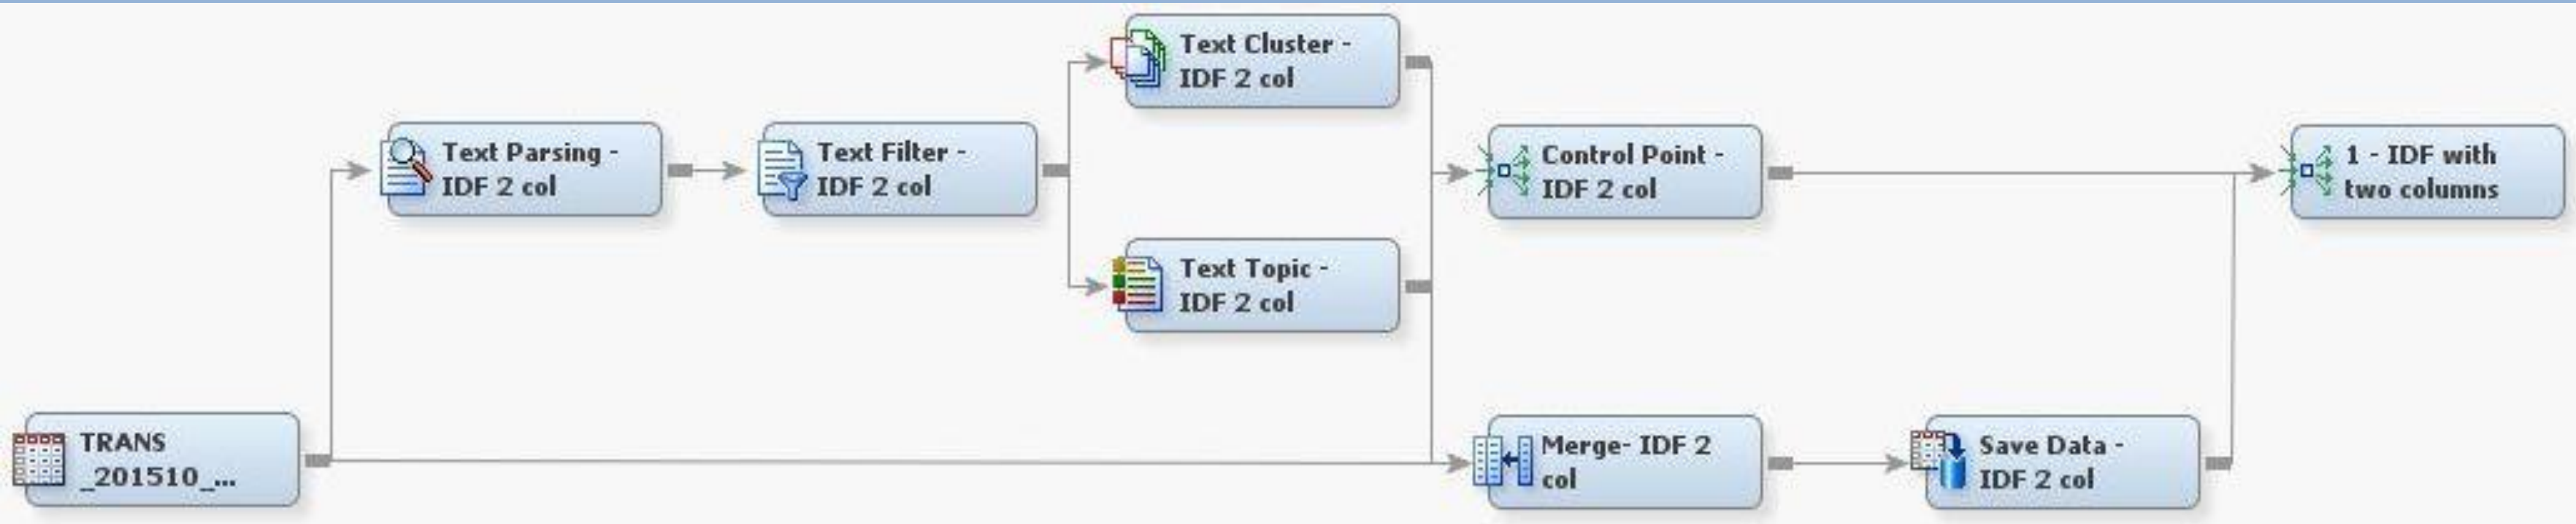 Text Cluster -
IDF 2 col
Text Parsing -
IDF 2 col
Text Filter -
IDF 2 col
Control Point -
IDF 2 col
1 - IDF with
two columns
Text Topic -
IDF 2 col
TRANS
_201510_...
Merge- IDF 2
col
Save Data -
IDF 2 col